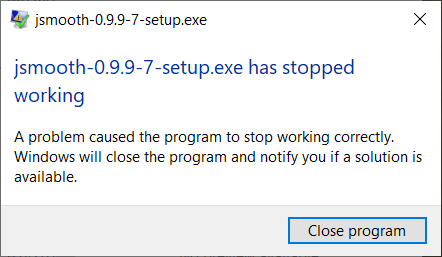 jsmooth-0.9.9-7-setup.exe
jsmooth-0.9.9-7-setup.exe has stopped
working
A problem caused the program to stop working correctly.
Windows will close the program and notify you if a solution is
available.
Close program